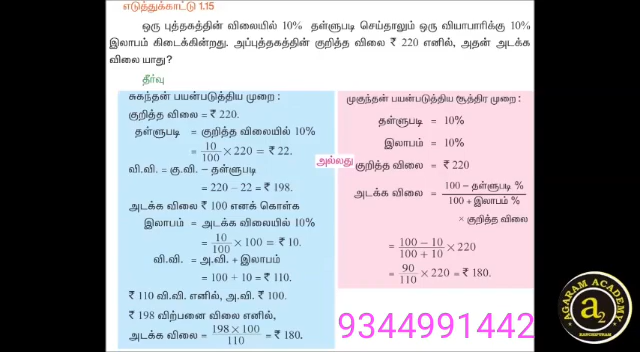 எடுத்துக்காட்டு 1.15
ஒரு புத்தகத்தின் விலையில் 10% தள்ளுபடி செய்தாலும் ஒரு வியாபாரிக்கு 10%
இலாபம் கிடைக்கின்றது. அப்புத்தகத்தின் குறித்த விலை ₹ 220 எனில், அதன் அடக்க
விலை யாது?
தீர்வு
சுகந்தன் பயன்படுத்திய முறை :
குறித்த விலை = ₹ 220.
தள்ளுபடி = குறித்த விலையில் 10%
= 10/100 × 220 = ₹ 22.
வி.வி. = கு.வி − தள்ளுபடி
= 220 − 22 = ₹ 198.
அடக்க விலை ₹ 100 எனக் கொள்க
இலாபம் = அடக்க விலையில் 10%
= 10/100 × 100 = ₹ 10.
வி.வி. = அ.வி. + இலாபம்
= 100 + 10 = ₹ 110.
₹ 110 வி.வி. எனில், அ.வி. ₹ 100.
₹ 198 விற்பனை விலை எனில்,
அடக்க விலை = 198 × 100/110 = ₹ 180.
அல்லது
முகுந்தன் பயன்படுத்திய சூத்திர முறை :
தள்ளுபடி = 10%
இலாபம் = 10%
குறித்த விலை = ₹ 220
அடக்க விலை = 100 − தள்ளுபடி %/100 + இலாபம் %
× குறித்த விலை
= 100 − 10/100 + 10 × 220
= 90/110 × 220 = ₹ 180.
9344991442
AGARAM ACADEMY
a2
KANCHIPURAM